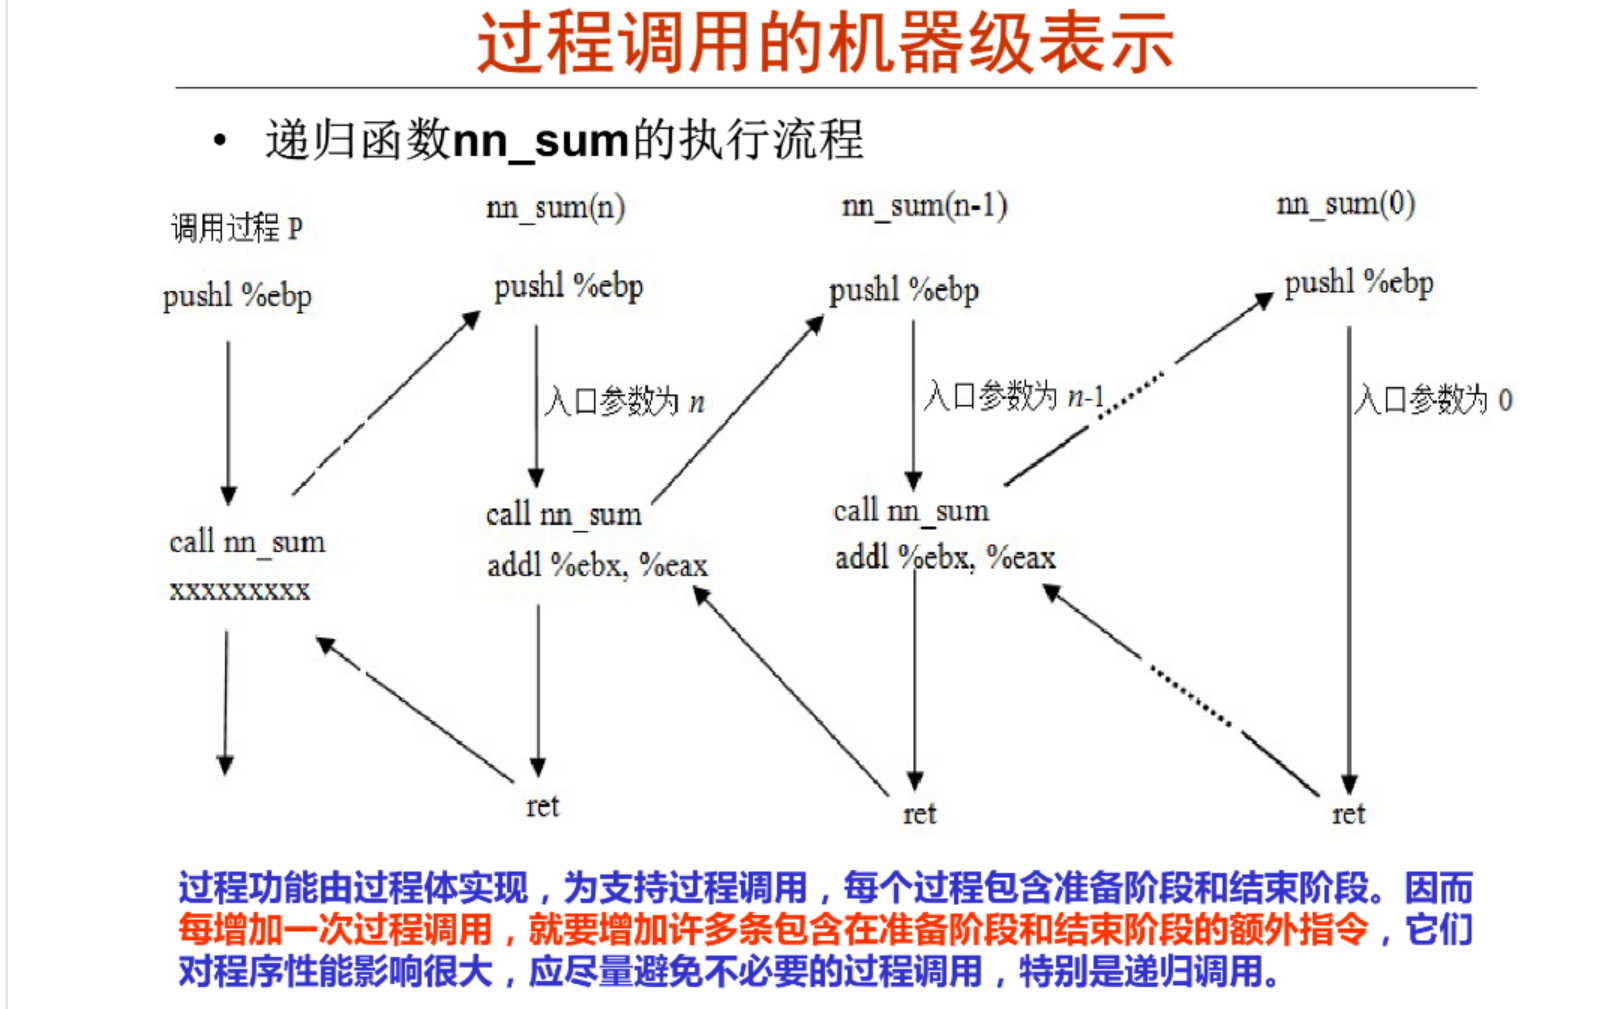 过程调用的机器级表示
• 递归函数nn_sum的执行流程
调用过程 P
pushl %ebp
call nn_sum
xxxxxxxxx
nn_sum(n)
pushl %ebp
入口参数为 n
call nn_sum
addl %ebx, %eax
ret
nn_sum(n-1)
pushl %ebp
入口参数为 n-1
call nn_sum
addl %ebx, %eax
ret
nn_sum(0)
pushl %ebp
入口参数为 0
ret
过程功能由过程体实现，为支持过程调用，每个过程包含准备阶段和结束阶段。因而
每增加一次过程调用，就要增加许多条包含在准备阶段和结束阶段的额外指令，它们
对程序性能影响很大，应尽量避免不必要的过程调用，特别是递归调用。